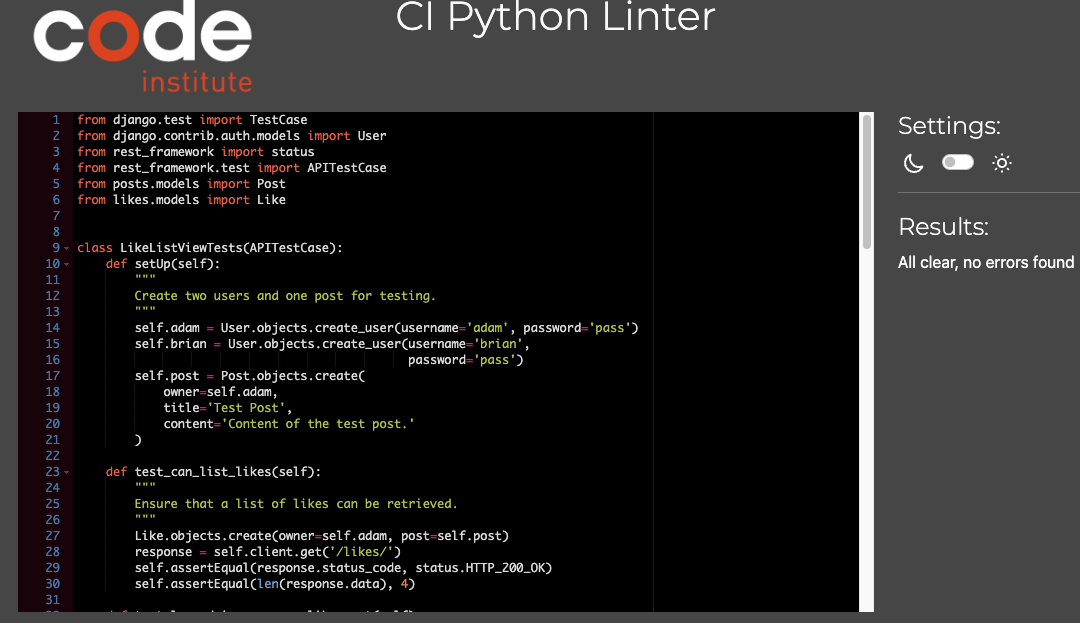 code
institute
CI Python Linter
1 from django.test import TestCase
2 from django.contrib.auth.models import User
3 from rest_framework import status
4 from rest_framework.test import APITestCase
5 from posts.models import Post
6 from likes.models import Like
7
8
9 class LikeListViewTests(APITestCase):
10     def setUp(self):
11         """
12         Create two users and one post for testing.
13         """
14         self.adam = User.objects.create_user(username='adam', password='pass')
15         self.brian = User.objects.create_user(username='brian',
16                                               password='pass')
17         self.post = Post.objects.create(
18             owner=self.adam,
19             title='Test Post',
20             content='Content of the test post.'
21         )
22
23     def test_can_list_likes(self):
24         """
25         Ensure that a list of likes can be retrieved.
26         """
27         Like.objects.create(owner=self.adam, post=self.post)
28         response = self.client.get('/likes/')
29         self.assertEqual(response.status_code, status.HTTP_200_OK)
30         self.assertEqual(len(response.data), 4)
31
Settings:
Results:
All clear, no errors found